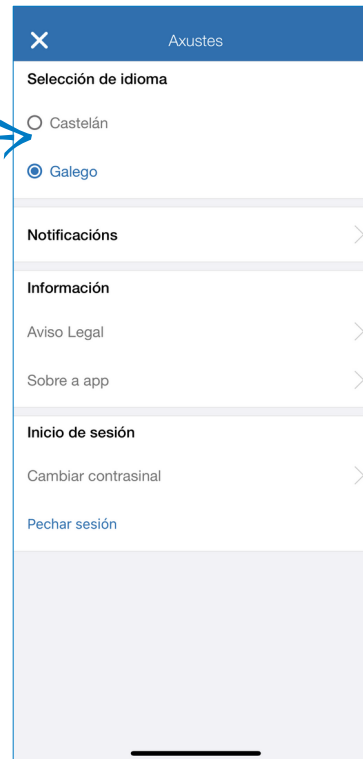 Axustes
Selección de idioma
Castelán
Galego
Notificacións
Información
Aviso Legal
Sobre a app
Inicio de sesión
Cambiar contrasinal
Pechar sesión